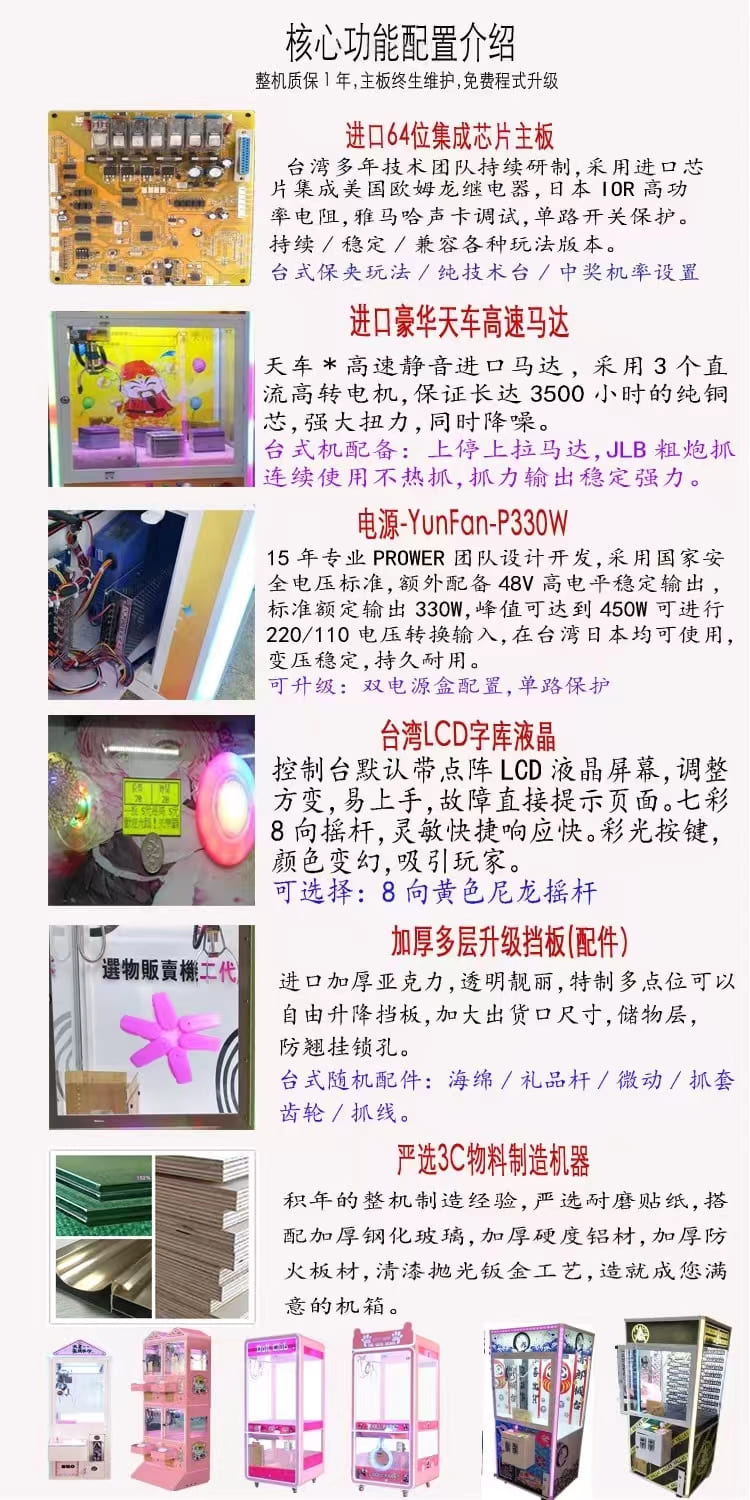 核心功能配置介绍
整机质保1年,主板终生维护,免费程式升级
进口64位集成芯片主板
台湾多年技术团队持续研制,采用进口芯
片集成美国欧姆龙继电器,日本IOR高功
率电阻,雅马哈声卡调试,单路开关保护。
持续/稳定/兼容各种玩法版本。
台式保夹玩法/纯技术台/中奖机率设置
进口豪华天车高速马达
天车*高速静音进口马达,采用3个直
流高转电机,保证长达3500小时的纯铜
芯,强大扭力,同时降噪。
台式机配备:上停上拉马达,JLB粗炮抓
连续使用不热抓,抓力输出稳定强力。
电源-YunFan-P330W
15年专业PROWER团队设计开发,采用国家安
全电压标准,额外配备48V高电平稳定输出,
标准额定输出330W,峰值可达到450W可进行
220/110电压转换输入,在台湾日本均可使用,
变压稳定,持久耐用。
可升级:双电源盒配置,单路保护
台湾LCD字库液晶
控制台默认带点阵LCD液晶屏幕,调整
方变,易上手,故障直接提示页面。七彩
8向摇杆,灵敏快捷响应快。彩光按键,
颜色变幻,吸引玩家。
可选择:8向黄色尼龙摇杆
加厚多层升级挡板(配件)
選物販賣機二代
进口加厚亚克力,透明靓丽,特制多点位可以
自由升降挡板,加大出货口尺寸,储物层,
防翘挂锁孔。
台式随机配件:海绵/礼品杆/微动/抓套
齿轮/抓线。
严选3C物料制造机器
积年的整机制造经验,严选耐磨贴纸,搭
配加厚钢化玻璃,加厚硬度铝材,加厚防
火板材,清漆抛光钣金工艺,造就成您满
意的机箱。